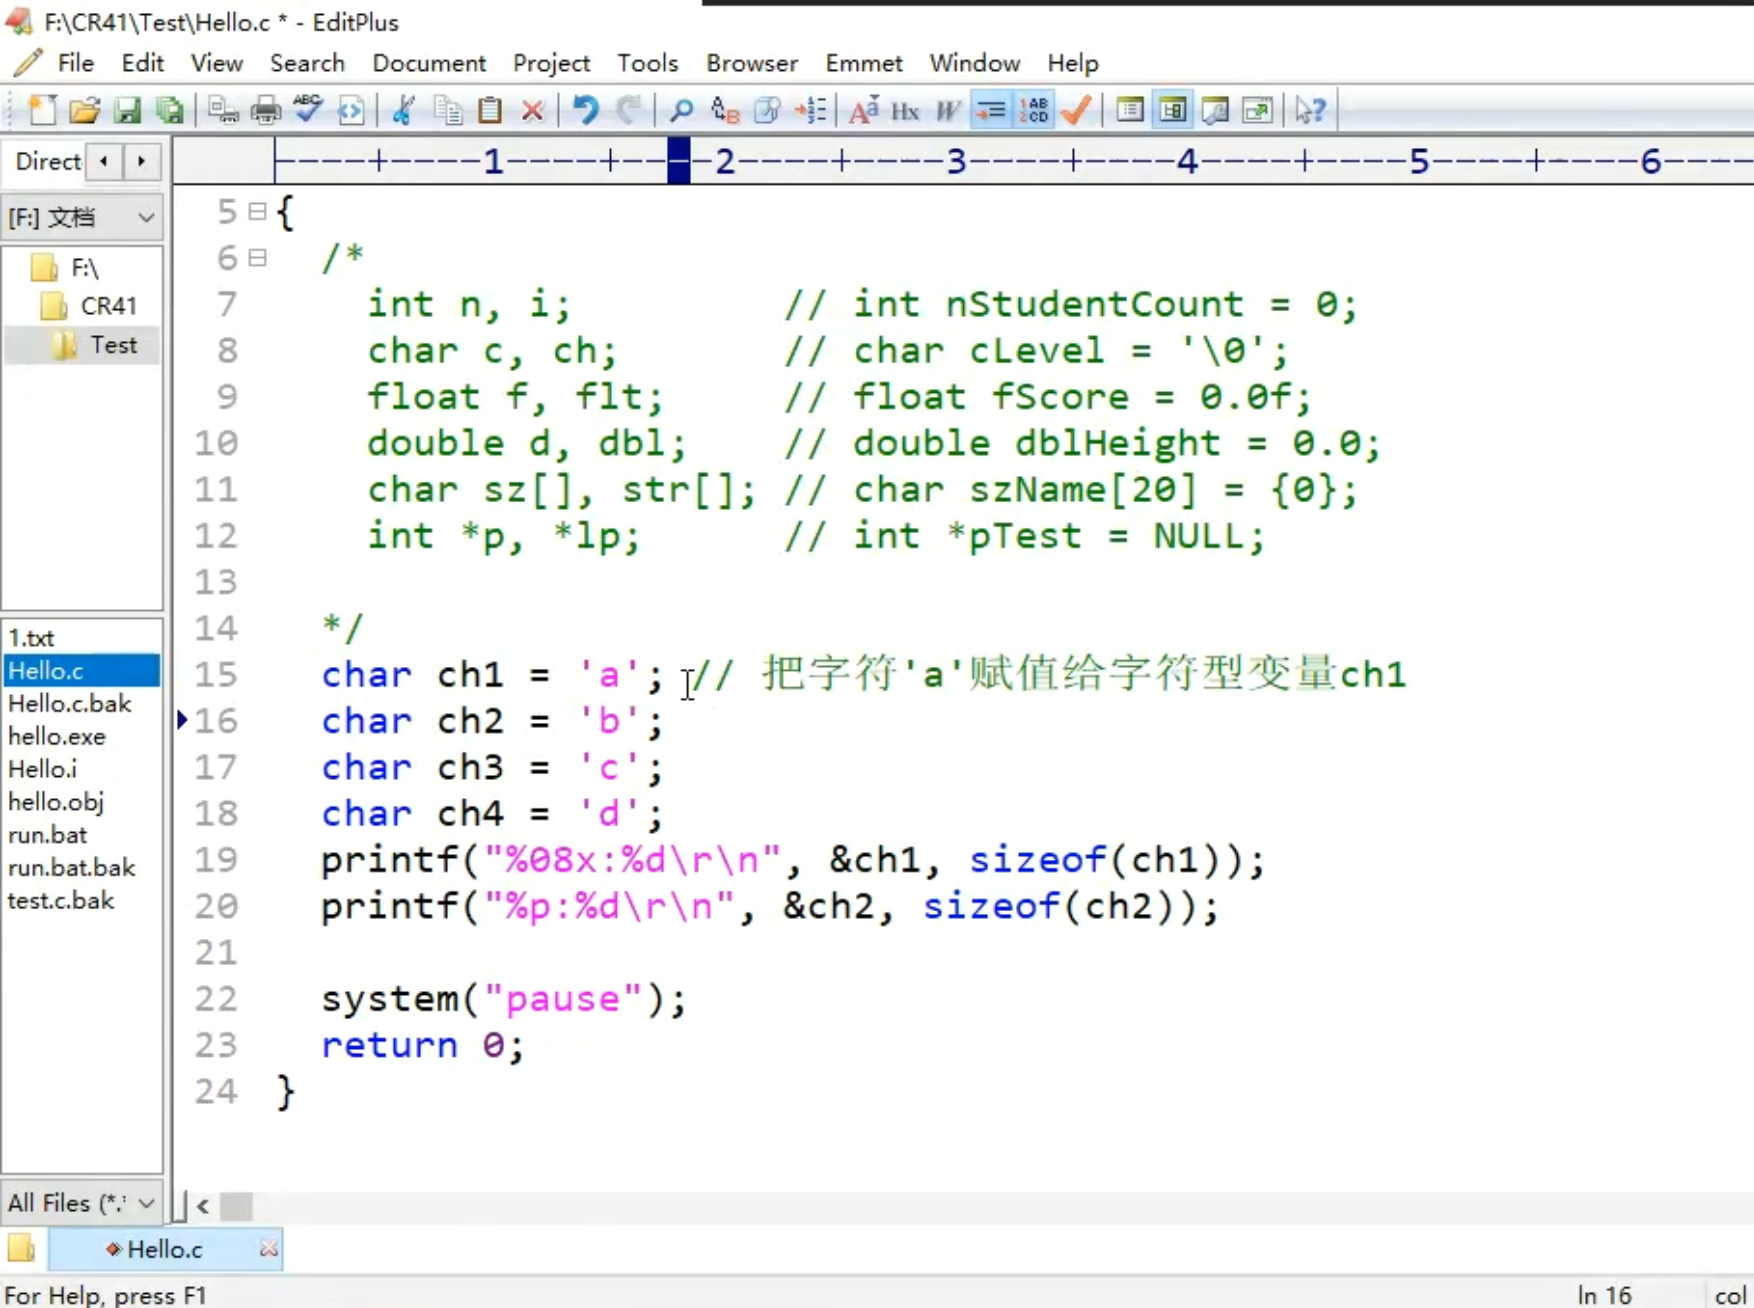 F:\CR41\Test\Hello.c * - EditPlus
File Edit View Search Document Project Tools Browser Emmet Window Help
Direct
----+----1----+----2----+----3----+----4----+----5----+----6----
[F:] 文档
F:\
CR41
Test
1.txt
Hello.c
Hello.c.bak
hello.exe
Hello.i
hello.obj
run.bat
run.bat.bak
test.c.bak
All Files (*.*
5 {
6 /*
7 int n, i; // int nStudentCount = 0;
8 char c, ch; // char cLevel = '\0';
9 float f, flt; // float fScore = 0.0f;
10 double d, dbl; // double dblHeight = 0.0;
11 char sz[], str[]; // char szName[20] = {0};
12 int *p, *lp; // int *pTest = NULL;
13
14 */
15 char ch1 = 'a'; // 把字符'a'赋值给字符型变量ch1
16 char ch2 = 'b';
17 char ch3 = 'c';
18 char ch4 = 'd';
19 printf("%08x:%d\r\n", &ch1, sizeof(ch1));
20 printf("%p:%d\r\n", &ch2, sizeof(ch2));
21
22 system("pause");
23 return 0;
24 }
Hello.c
For Help, press F1
ln 16 col